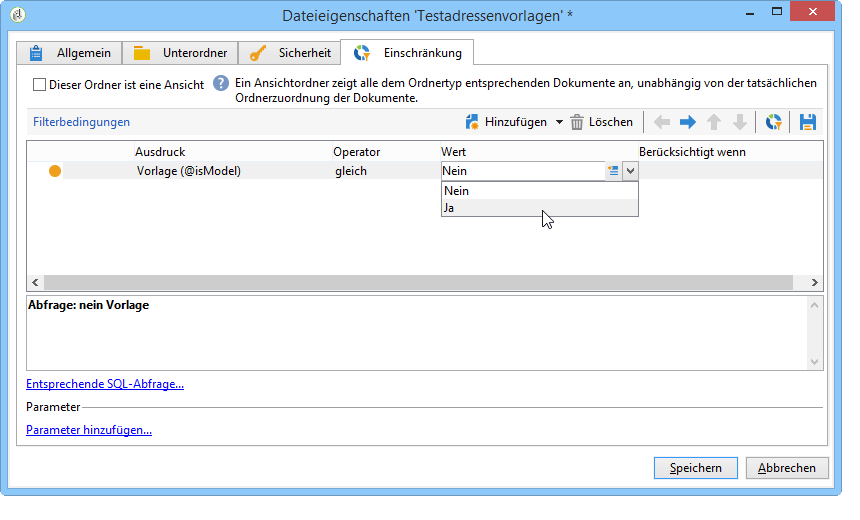 Dateieigenschaften 'Testadressenvorlagen' *
Allgemein Unterordner Sicherheit Einschränkung
Dieser Ordner ist eine Ansicht ? Ein Ansichtordner zeigt alle dem Ordnertyp entsprechenden Dokumente an, unabhängig von der tatsächlichen
Ordnerzuordnung der Dokumente.
Filterbedingungen Hinzufügen Löschen
Ausdruck Operator Wert Berücksichtigt wenn
Vorlage (@isModel) gleich Nein
Nein
Ja
Abfrage: nein Vorlage
Entsprechende SQL-Abfrage...
Parameter
Parameter hinzufügen...
Speichern Abbrechen